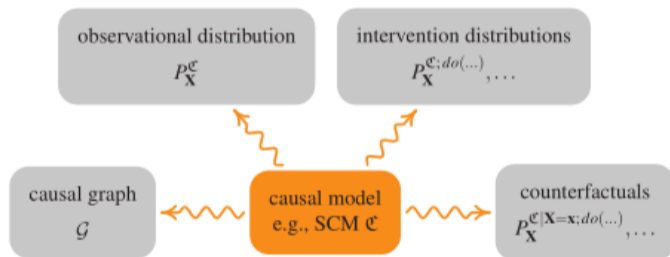 observational distribution
P_𝐗^ℭ
intervention distributions
P_𝐗^{ℭ;do(...)},...
causal graph
𝒢
causal model
e.g., SCM ℭ
counterfactuals
P_𝐗^{ℭ|𝐗=𝐱;do(...)},...